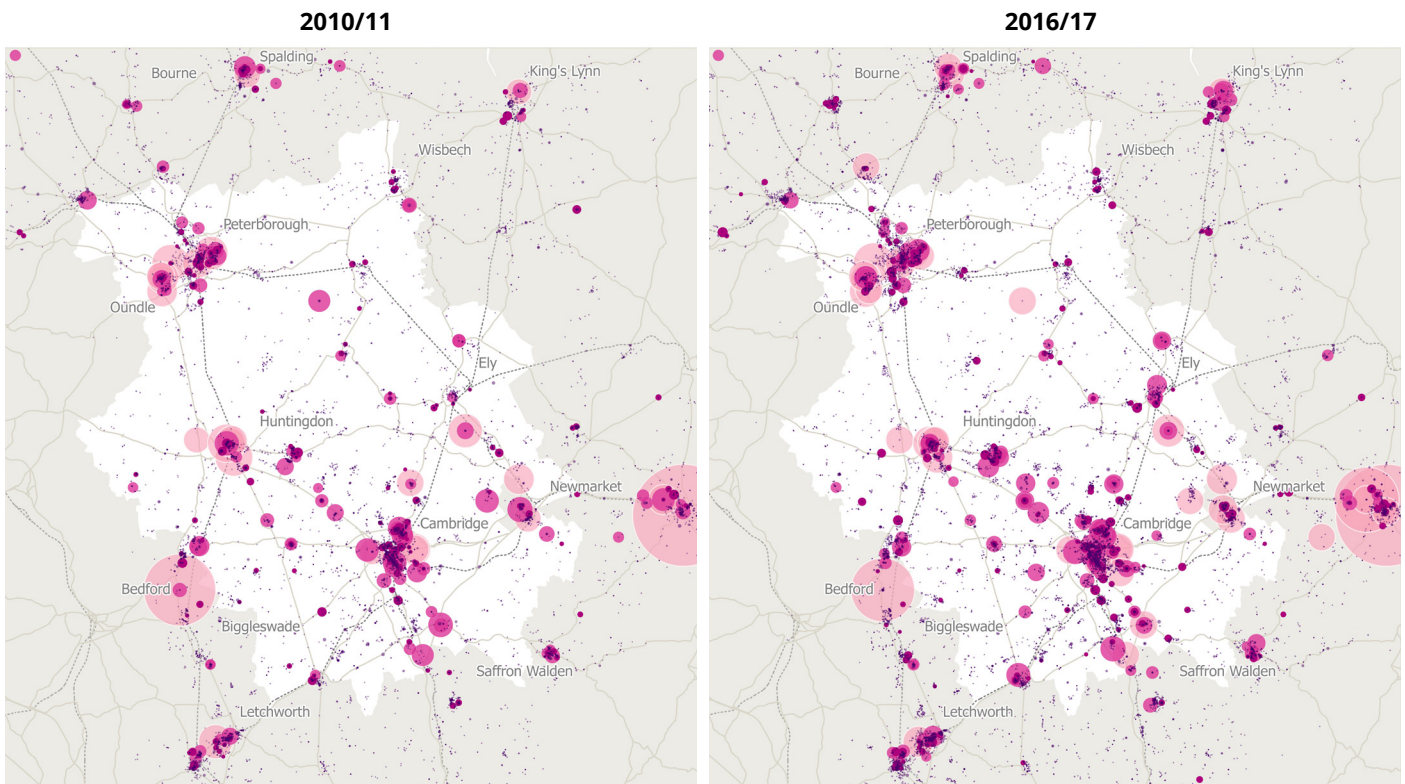 2010/11
2016/17
Spalding
Bourne
King's Lynn
Wisbech
Peterborough
Oundle
Ely
Huntingdon
Newmarket
Cambridge
Bedford
Biggleswade
Saffron Walden
Letchworth
Spalding
Bourne
King's Lynn
Wisbech
Peterborough
Oundle
Ely
Huntingdon
Newmarket
Cambridge
Bedford
Biggleswade
Saffron Walden
Letchworth